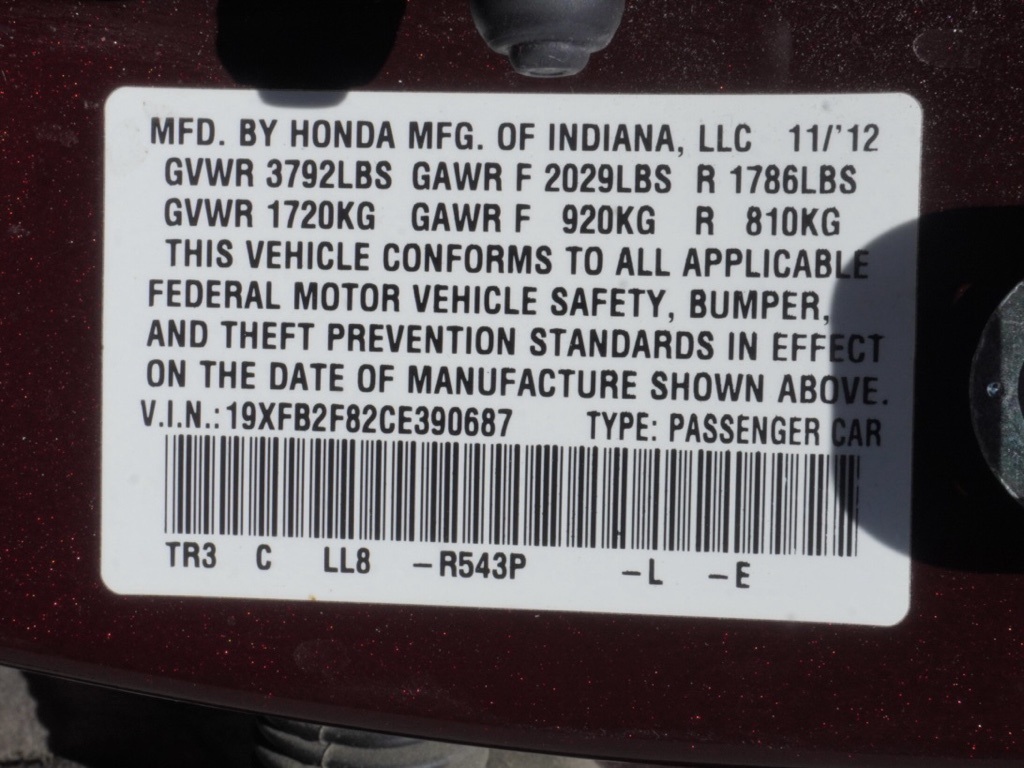 MFD. BY HONDA MFG. OF INDIANA, LLC 11/'12
GVWR 3792LBS GAWR F 2029LBS R 1786LBS
GVWR 1720KG GAWR F 920KG R 810KG
THIS VEHICLE CONFORMS TO ALL APPLICABLE
FEDERAL MOTOR VEHICLE SAFETY, BUMPER,
AND THEFT PREVENTION STANDARDS IN EFFECT
ON THE DATE OF MANUFACTURE SHOWN ABOVE.
V.I.N.: 19XFB2F82CE390687 TYPE: PASSENGER CAR
TR3 C LL8 -R543P -L -E